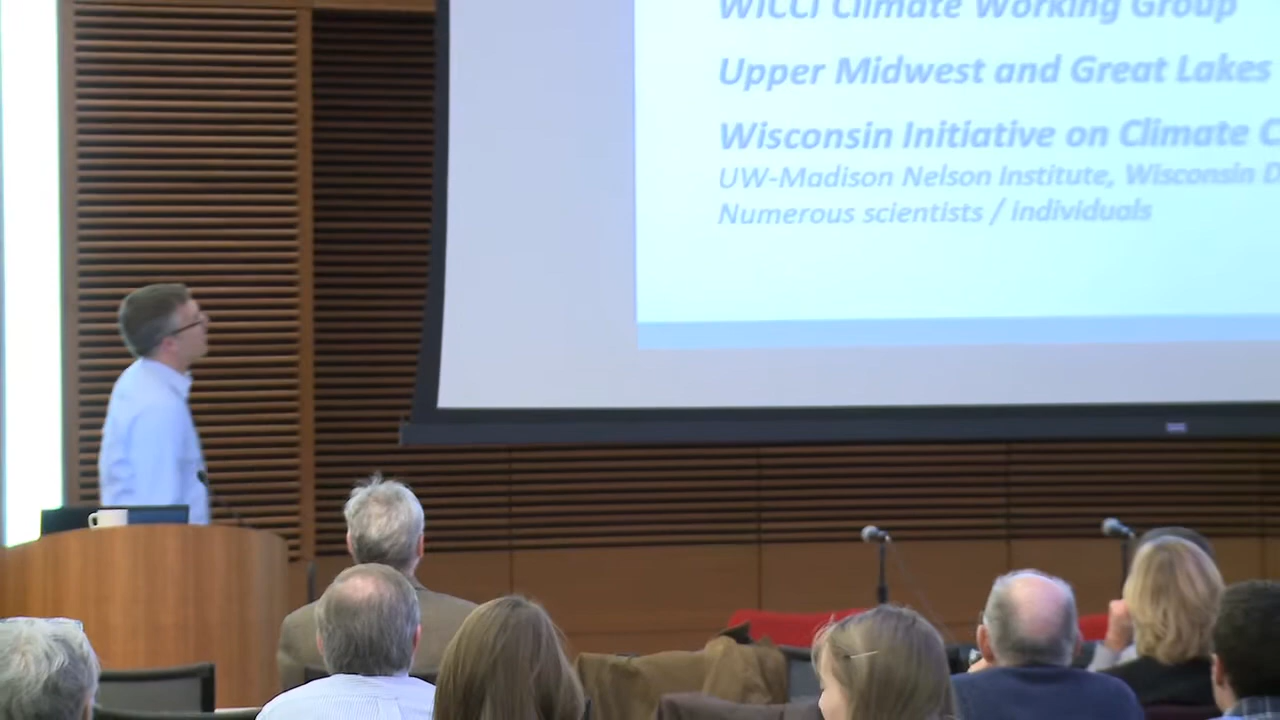 WICCI Climate Working Group
Upper Midwest and Great Lakes
Wisconsin Initiative on Climate C
UW-Madison Nelson Institute, Wisconsin D
Numerous scientists / individuals